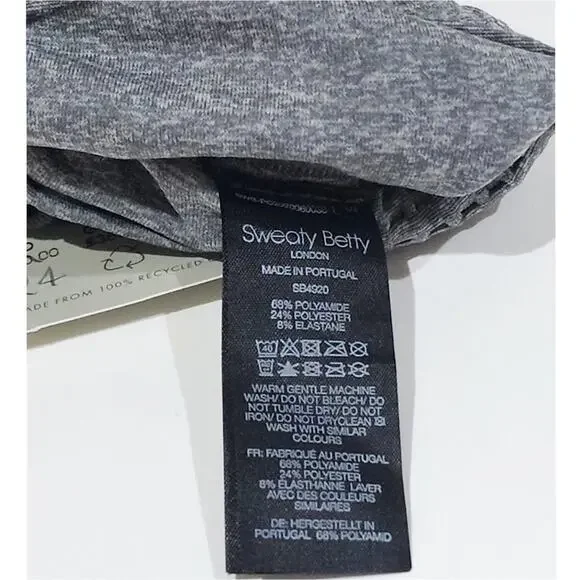 Sweaty Betty
LONDON
MADE IN PORTUGAL
SB4920
68% POLYAMIDE
24% POLYESTER
8% ELASTANE
40
WARM GENTLE MACHINE
WASH/ DO NOT BLEACH/ DO
NOT TUMBLE DRY/ DO NOT
IRON/ DO NOT DRYCLEAN
WASH WITH SIMILAR
COLOURS
FR: FABRIQUÉ AU PORTUGAL
68% POLYAMIDE
24% POLYESTER
8% ÉLASTHANNE LAVER
AVEC DES COULEURS
SIMILAIRES
DE: HERGESTELLT IN
PORTUGAL 68% POLYAMID
ADE FROM 100% RECYCLED